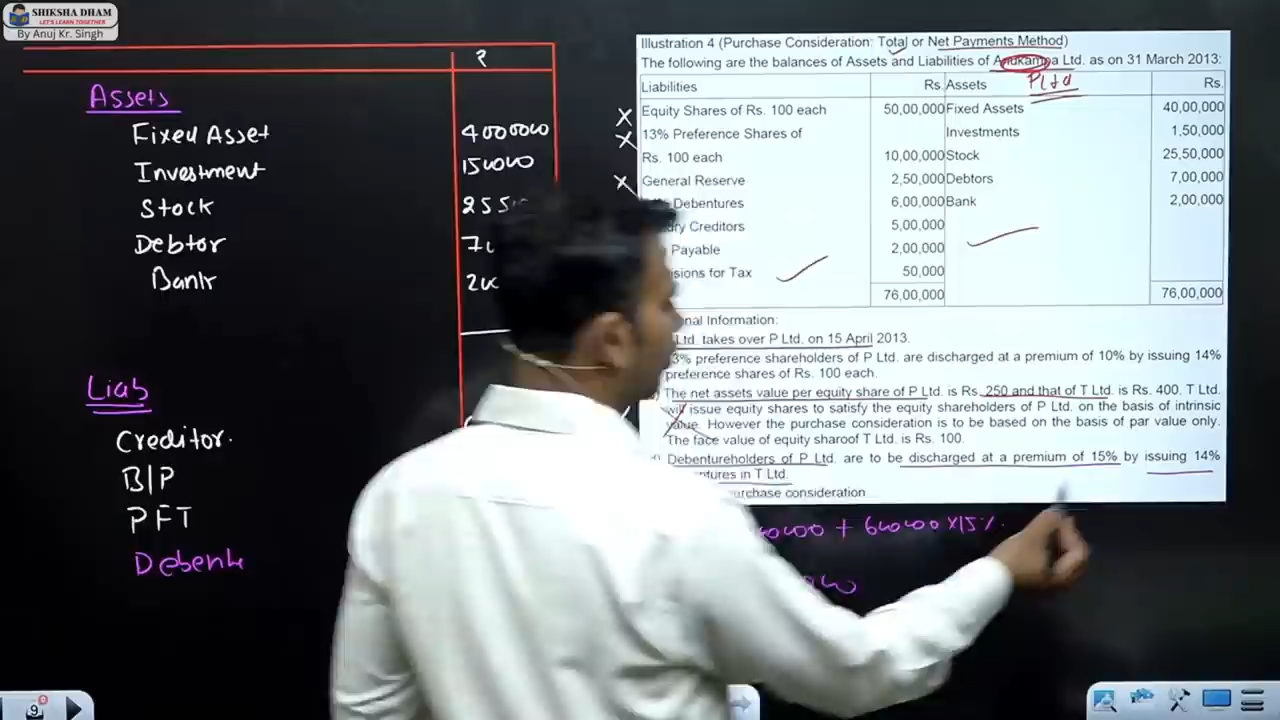 SHIKSHA DHAM
LET'S LEARN TOGETHER
By Anuj Kr. Singh
₹
Assets
Fixed Asset 4000000
Investment 150000
Stock
Debtor
Bank
Liab
Creditor.
B/P
PFT
Illustration 4 (Purchase Consideration: Total or Net Payments Method)
The following are the balances of Assets and Liabilities of Anukampa Ltd. as on 31 March 2013:
P Ltd
Liabilities Rs. Assets Rs.
Equity Shares of Rs. 100 each 50,00,000 Fixed Assets 40,00,000
13% Preference Shares of Investments 1,50,000
Rs. 100 each 10,00,000 Stock 25,50,000
General Reserve 2,50,000 Debtors 7,00,000
Debentures 6,00,000 Bank 2,00,000
Creditors 5,00,000
Payable 2,00,000
for Tax 50,000
76,00,000 76,00,000
Information:
Ltd. takes over P Ltd. on 15 April 2013.
preference shareholders of P Ltd. are discharged at a premium of 10% by issuing 14%
preference shares of Rs. 100 each.
The net assets value per equity share of P Ltd. is Rs. 250 and that of T Ltd. is Rs. 400. T Ltd.
will issue equity shares to satisfy the equity shareholders of P Ltd. on the basis of intrinsic
value. However the purchase consideration is to be based on the basis of par value only.
The face value of equity sharoof T Ltd. is Rs. 100.
Debentureholders of P Ltd. are to be discharged at a premium of 15% by issuing 14%
in T Ltd.
consideration
+ 600000 x 15%
9